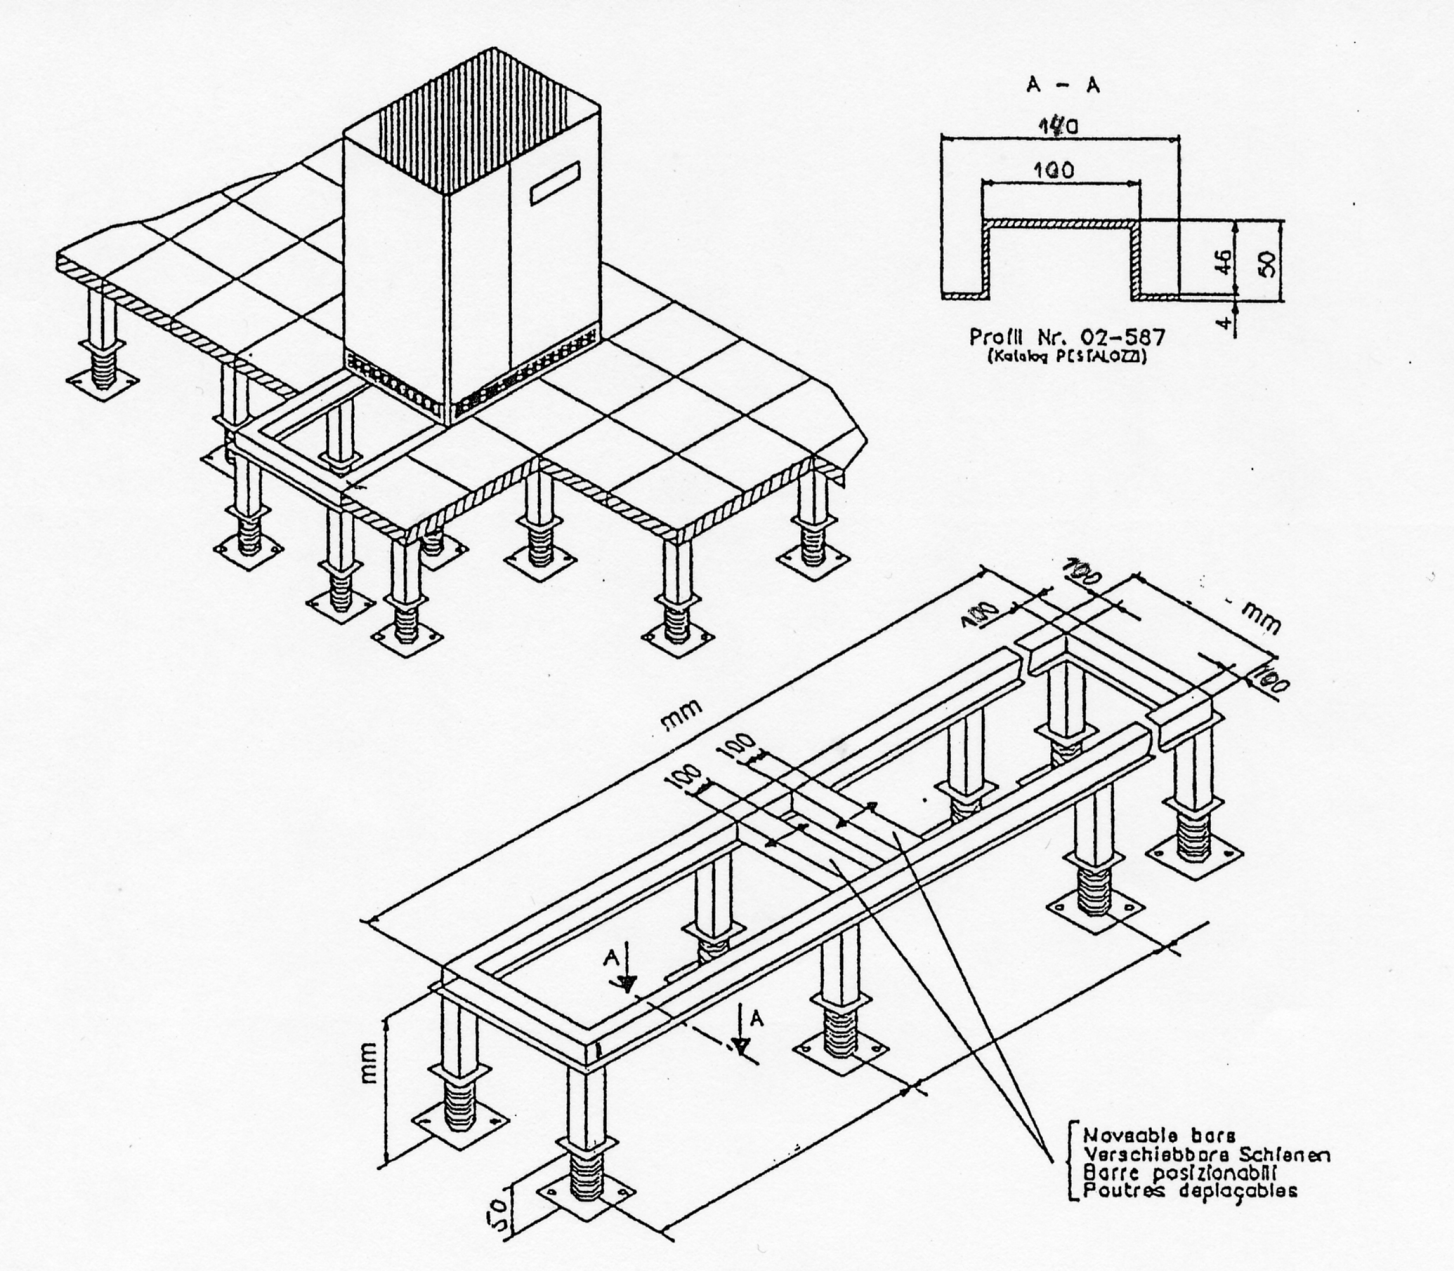 A - A
140
100
46
50
4
Profil Nr. 02-587
(Katalog PESTALOZZI)
100
100
mm
100
mm
100
100
A
A
mm
50
Moveable bars
Verschiebbare Schienen
Barre posizionabili
Poutres deplaçables